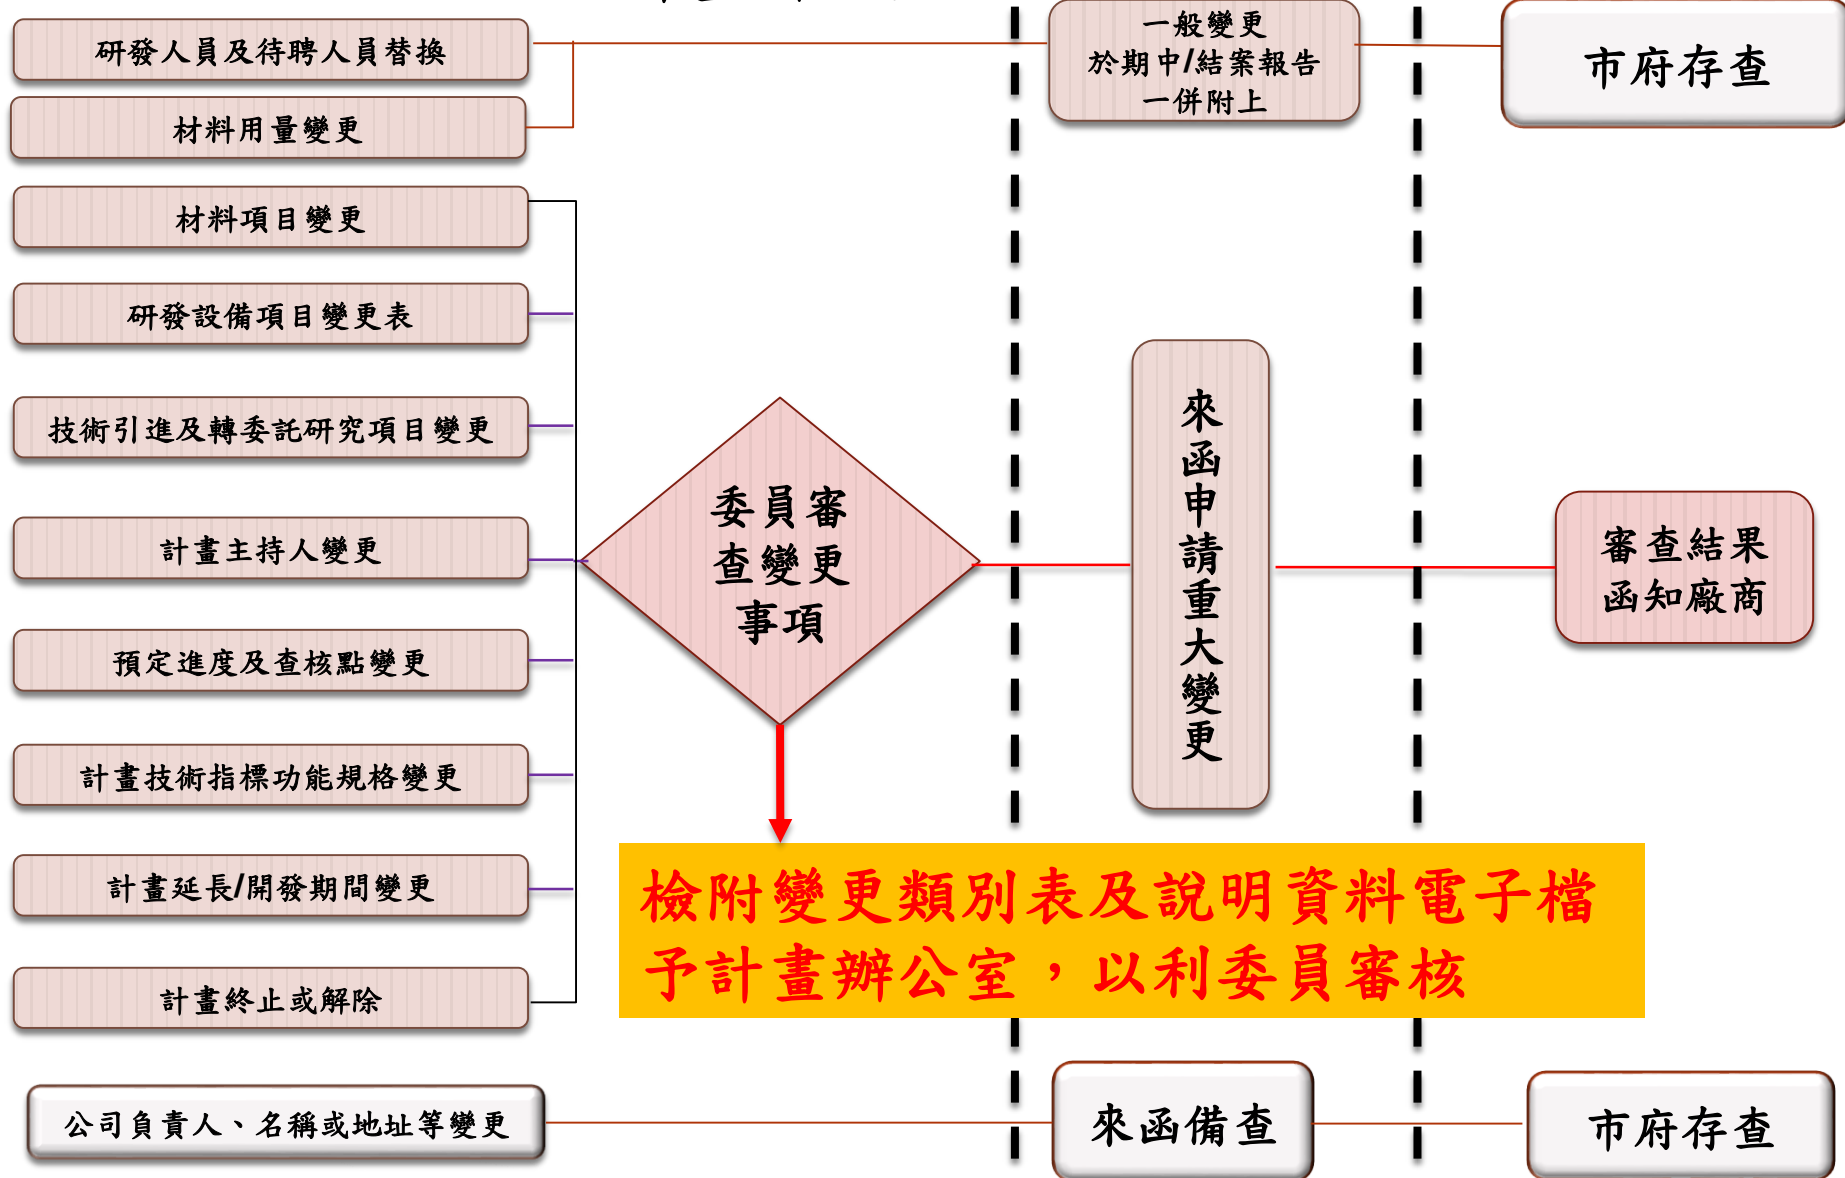 研發人員及待聘人員替換
材料用量變更
一般變更
於期中/結案報告
一併附上
市府存查
材料項目變更
研發設備項目變更表
技術引進及轉委託研究項目變更
計畫主持人變更
預定進度及查核點變更
計畫技術指標功能規格變更
計畫延長/開發期間變更
計畫終止或解除
委員審
查變更
事項
來函申請重大變更
審查結果
函知廠商
檢附變更類別表及說明資料電子檔
予計畫辦公室，以利委員審核
公司負責人、名稱或地址等變更
來函備查
市府存查